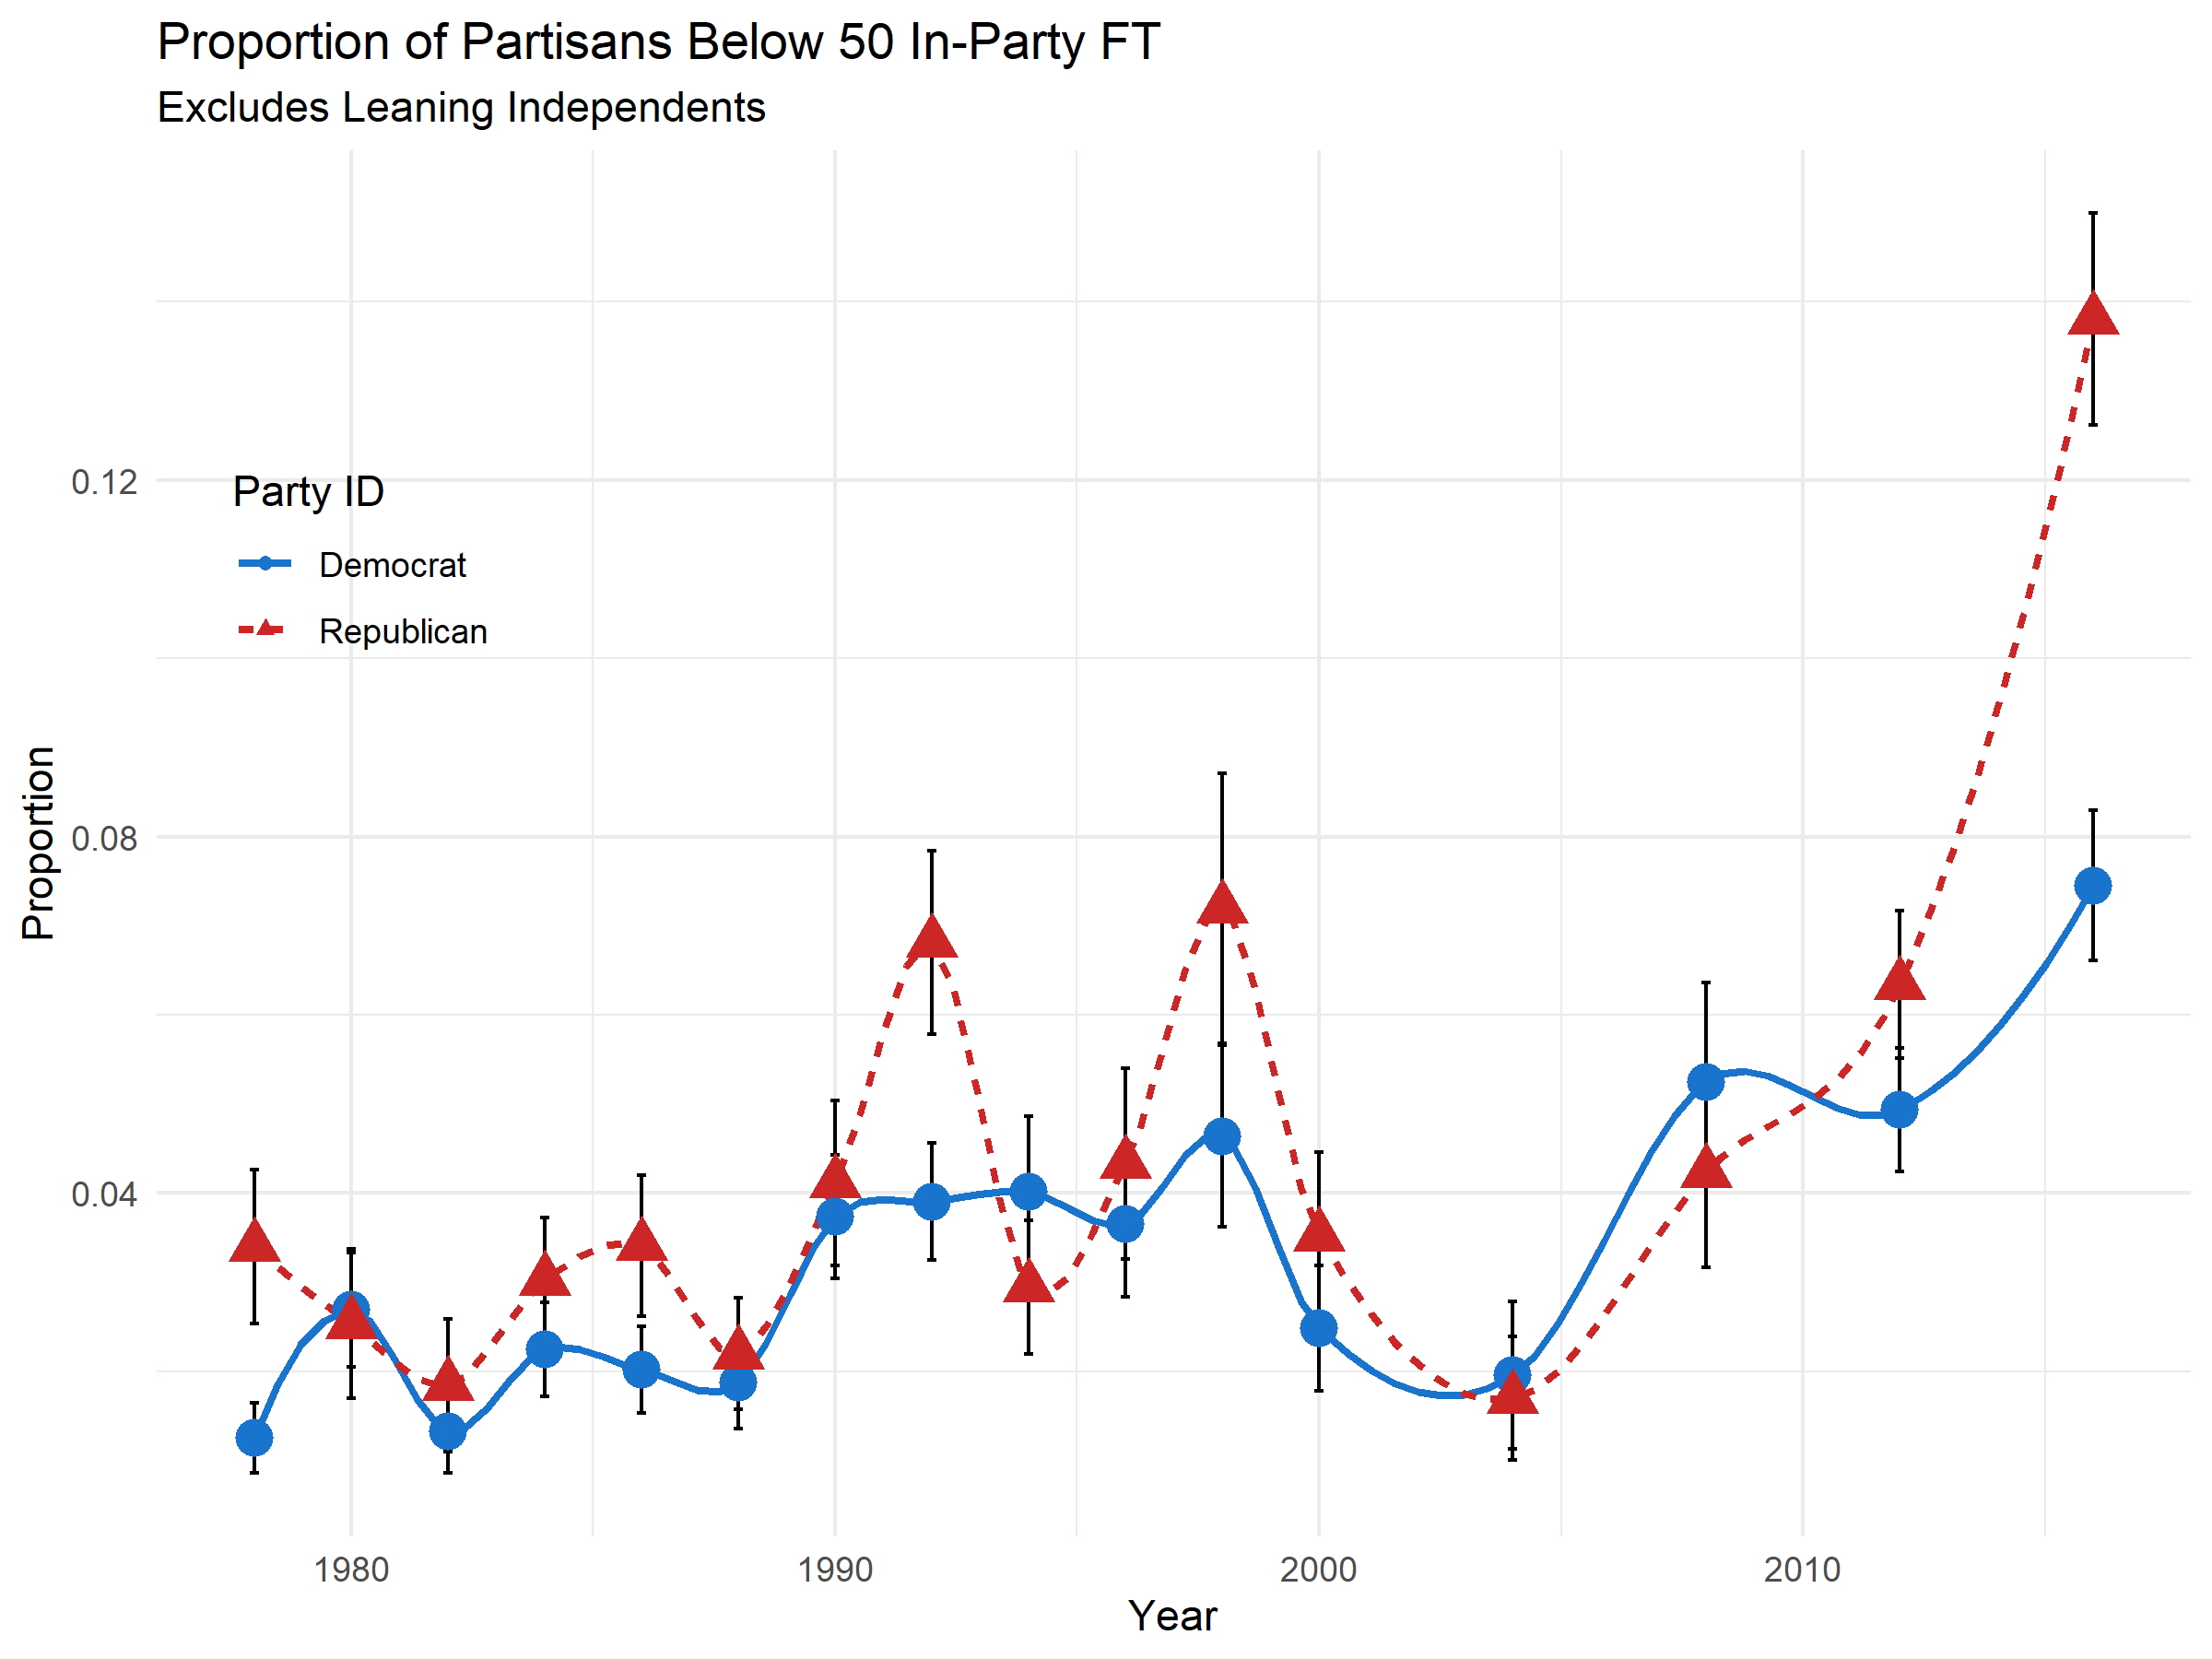 Proportion of Partisans Below 50 In-Party FT
Excludes Leaning Independents
Proportion
0.12
0.08
0.04
Party ID
Democrat
Republican
1980
1990
2000
2010
Year